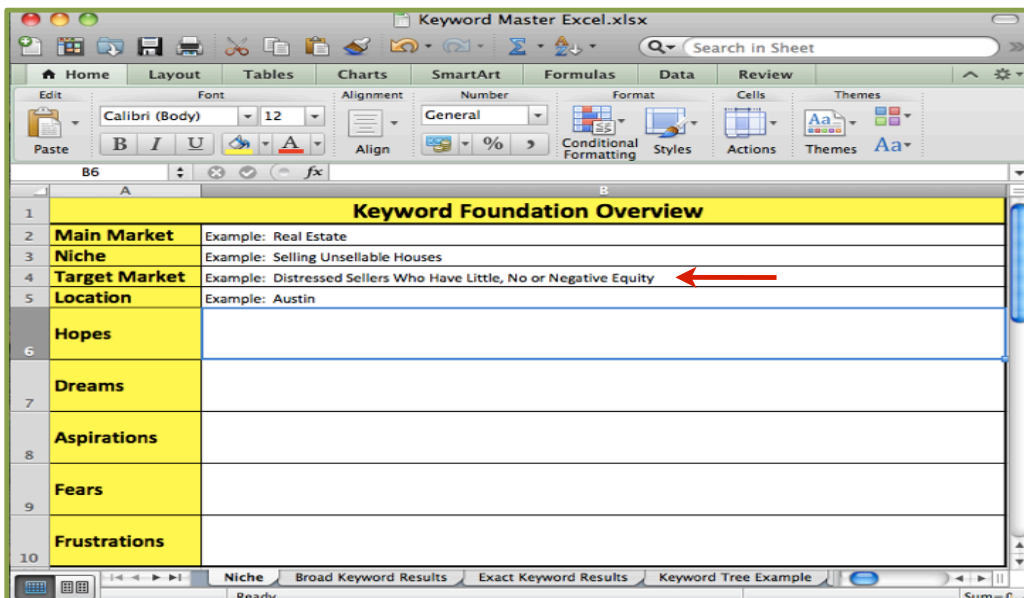 Keyword Master Excel.xlsx
Search in Sheet
Home Layout Tables Charts SmartArt Formulas Data Review
Edit Font Alignment Number Format Cells Themes
Calibri (Body) 12 General Aa
B I U A % , Aa
Paste Align Conditional Formatting Styles Actions Themes
B6 fx
A B
1 Keyword Foundation Overview
2 Main Market Example: Real Estate
3 Niche Example: Selling Unsellable Houses
4 Target Market Example: Distressed Sellers Who Have Little, No or Negative Equity
5 Location Example: Austin
6 Hopes
7 Dreams
8 Aspirations
9 Fears
10 Frustrations
Niche Broad Keyword Results Exact Keyword Results Keyword Tree Example
Ready Sum=0